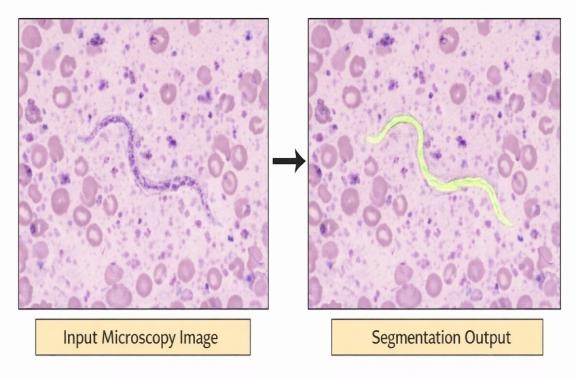 Input Microscopy Image
Segmentation Output